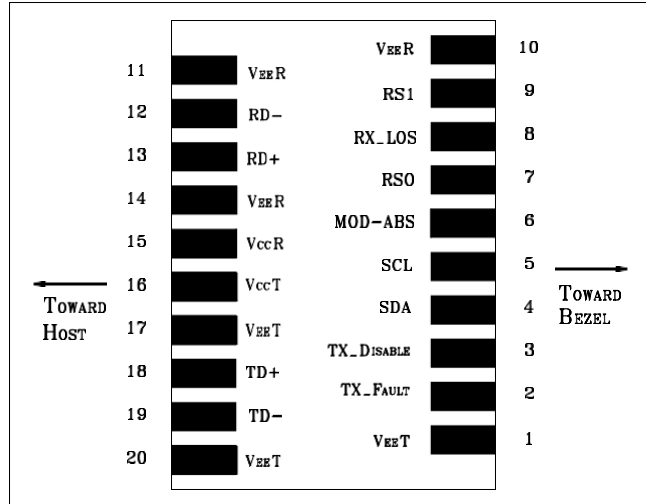 VEER 10
11 VEER
RS1 9
12 RD-
RX_LOS 8
13 RD+
RS0 7
14 VEER
MOD-ABS 6
15 VCCR
SCL 5
16 VCCT
TOWARD HOST
TOWARD BEZEL
SDA 4
17 VEET
TX_DISABLE 3
18 TD+
TX_FAULT 2
19 TD-
VEET 1
20 VEET